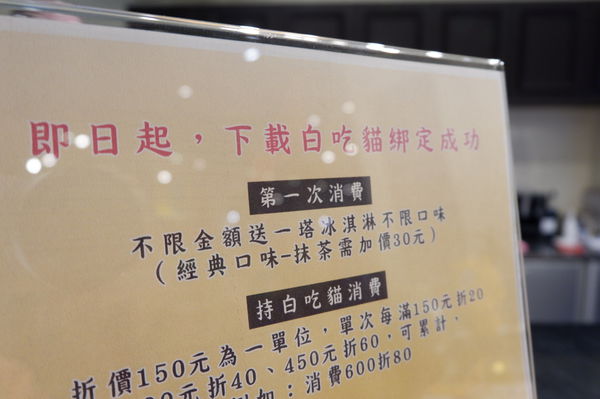 即日起，下載白吃貓綁定成功
第一次消費
不限金額送一塔冰淇淋不限口味
（經典口味-抹茶需加價30元）
持白吃貓消費
折價150元為一單位，單次每滿150元折20
0元折40、450元折60，可累計，
如：消費600折80